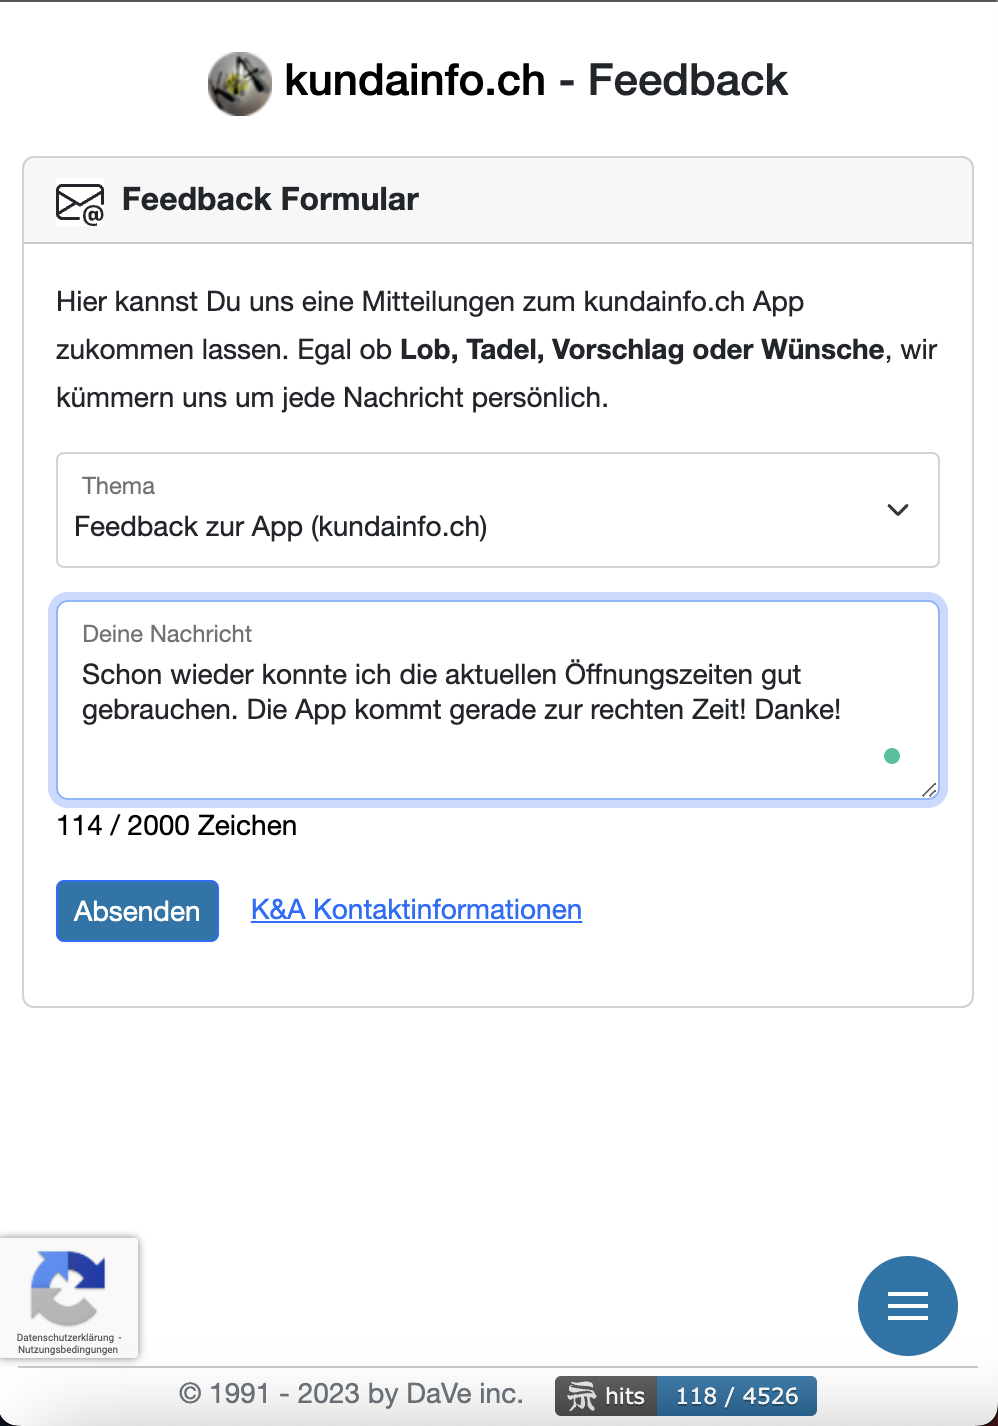 kundainfo.ch - Feedback
Feedback Formular
Hier kannst Du uns eine Mitteilungen zum kundainfo.ch App
zukommen lassen. Egal ob Lob, Tadel, Vorschlag oder Wünsche, wir
kümmern uns um jede Nachricht persönlich.
Thema
Feedback zur App (kundainfo.ch)
Deine Nachricht
Schon wieder konnte ich die aktuellen Öffnungszeiten gut
gebrauchen. Die App kommt gerade zur rechten Zeit! Danke!
114 / 2000 Zeichen
Absenden K&A Kontaktinformationen
Datenschutzerklärung -
Nutzungsbedingungen
© 1991 - 2023 by DaVe inc. hits 118 / 4526